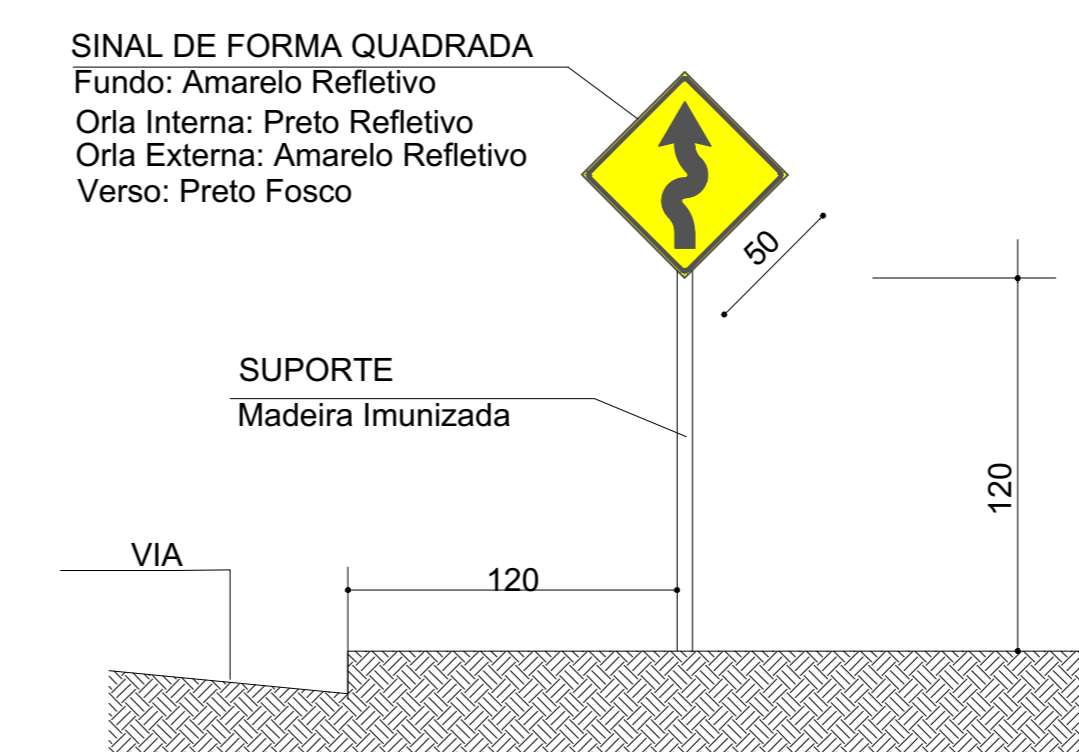 SINAL DE FORMA QUADRADA
Fundo: Amarelo Refletivo
Orla Interna: Preto Refletivo
Orla Externa: Amarelo Refletivo
Verso: Preto Fosco
50
SUPORTE
Madeira Imunizada
120
VIA
120